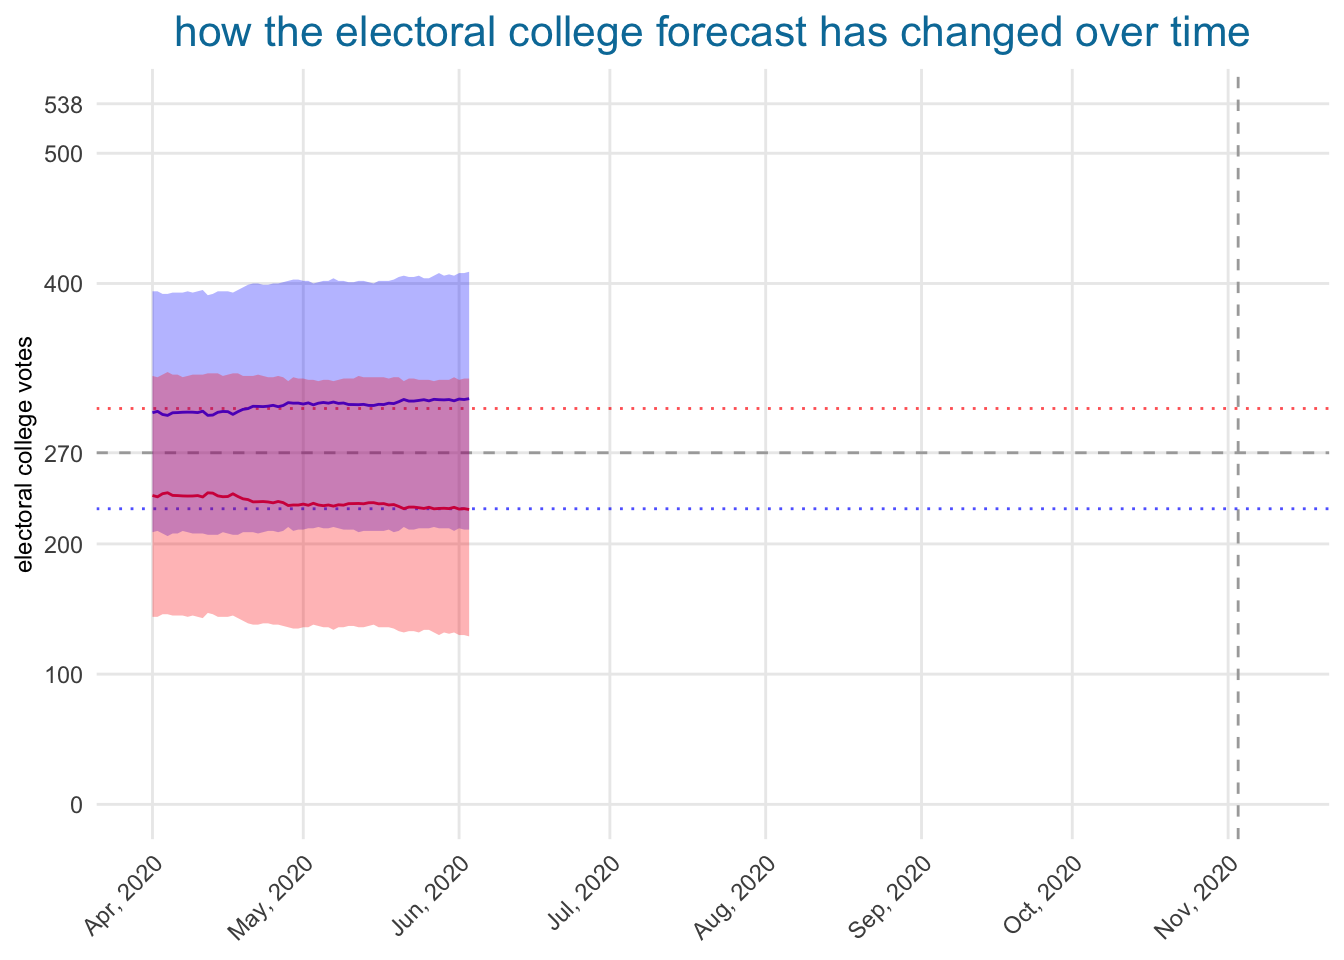 how the electoral college forecast has changed over time
538
500
400
270
200
100
0
electoral college votes
Apr, 2020
May, 2020
Jun, 2020
Jul, 2020
Aug, 2020
Sep, 2020
Oct, 2020
Nov, 2020